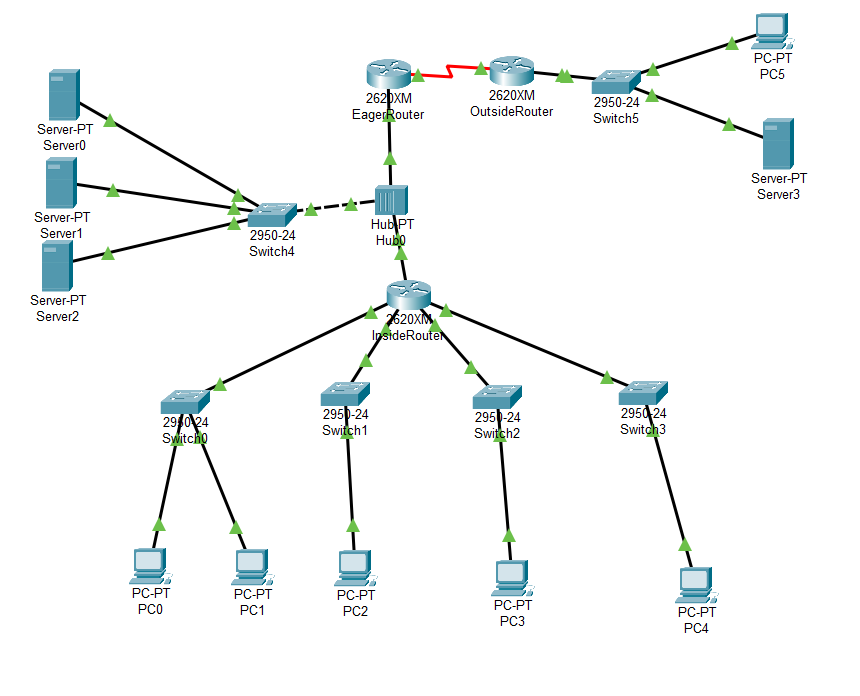 PC-PT
PC5
2620XM
EagerRouter
2620XM
OutsideRouter
2950-24
Switch5
Server-PT
Server0
Server-PT
Server3
Server-PT
Server1
2950-24
Switch4
Hub-PT
Hub0
Server-PT
Server2
2620XM
InsideRouter
2950-24
Switch0
2950-24
Switch1
2950-24
Switch2
2950-24
Switch3
PC-PT
PC0
PC-PT
PC1
PC-PT
PC2
PC-PT
PC3
PC-PT
PC4